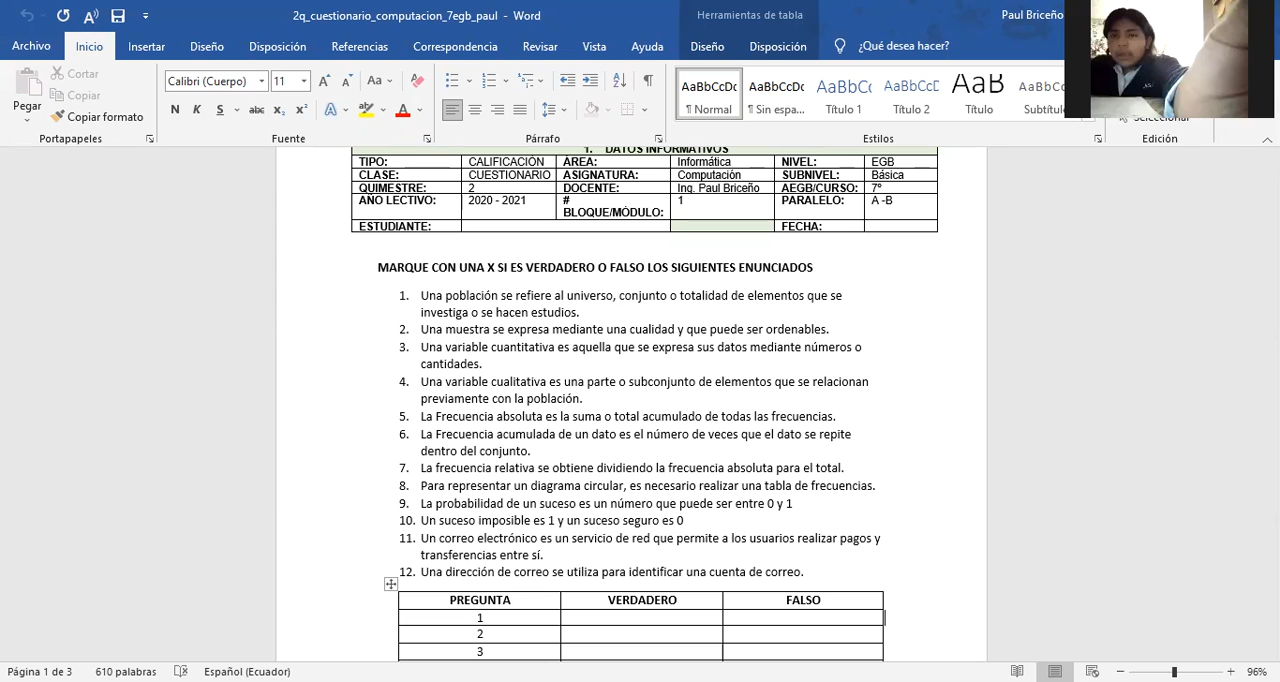 2q_cuestionario_computacion_7egb_paul - Word
Herramientas de tabla
Paul Briceño
Archivo Inicio Insertar Diseño Disposición Referencias Correspondencia Revisar Vista Ayuda Diseño Disposición ¿Qué desea hacer?
Pegar
Cortar
Copiar
Copiar formato
Portapapeles
Calibri (Cuerpo) 11
Aa
N K S abc x₂ x² A A
Fuente
Párrafo
AaBbCcDc AaBbCcDc AaBbCc AaBbCcD AaB AaBbC
¶ Normal ¶ Sin espa... Título 1 Título 2 Título Subtítu
Estilos
Seleccionar
Edición
1. DATOS INFORMATIVOS
TIPO: CALIFICACIÓN ÁREA: Informática NIVEL: EGB
CLASE: CUESTIONARIO ASIGNATURA: Computación SUBNIVEL: Básica
QUIMESTRE: 2 DOCENTE: Ing. Paul Briceño AEGB/CURSO: 7º
AÑO LECTIVO: 2020 - 2021 # BLOQUE/MÓDULO: 1 PARALELO: A -B
ESTUDIANTE: FECHA:
MARQUE CON UNA X SI ES VERDADERO O FALSO LOS SIGUIENTES ENUNCIADOS
1. Una población se refiere al universo, conjunto o totalidad de elementos que se
investiga o se hacen estudios.
2. Una muestra se expresa mediante una cualidad y que puede ser ordenables.
3. Una variable cuantitativa es aquella que se expresa sus datos mediante números o
cantidades.
4. Una variable cualitativa es una parte o subconjunto de elementos que se relacionan
previamente con la población.
5. La Frecuencia absoluta es la suma o total acumulado de todas las frecuencias.
6. La Frecuencia acumulada de un dato es el número de veces que el dato se repite
dentro del conjunto.
7. La frecuencia relativa se obtiene dividiendo la frecuencia absoluta para el total.
8. Para representar un diagrama circular, es necesario realizar una tabla de frecuencias.
9. La probabilidad de un suceso es un número que puede ser entre 0 y 1
10. Un suceso imposible es 1 y un suceso seguro es 0
11. Un correo electrónico es un servicio de red que permite a los usuarios realizar pagos y
transferencias entre sí.
12. Una dirección de correo se utiliza para identificar una cuenta de correo.
PREGUNTA VERDADERO FALSO
1
2
3
Página 1 de 3 610 palabras Español (Ecuador) 96%